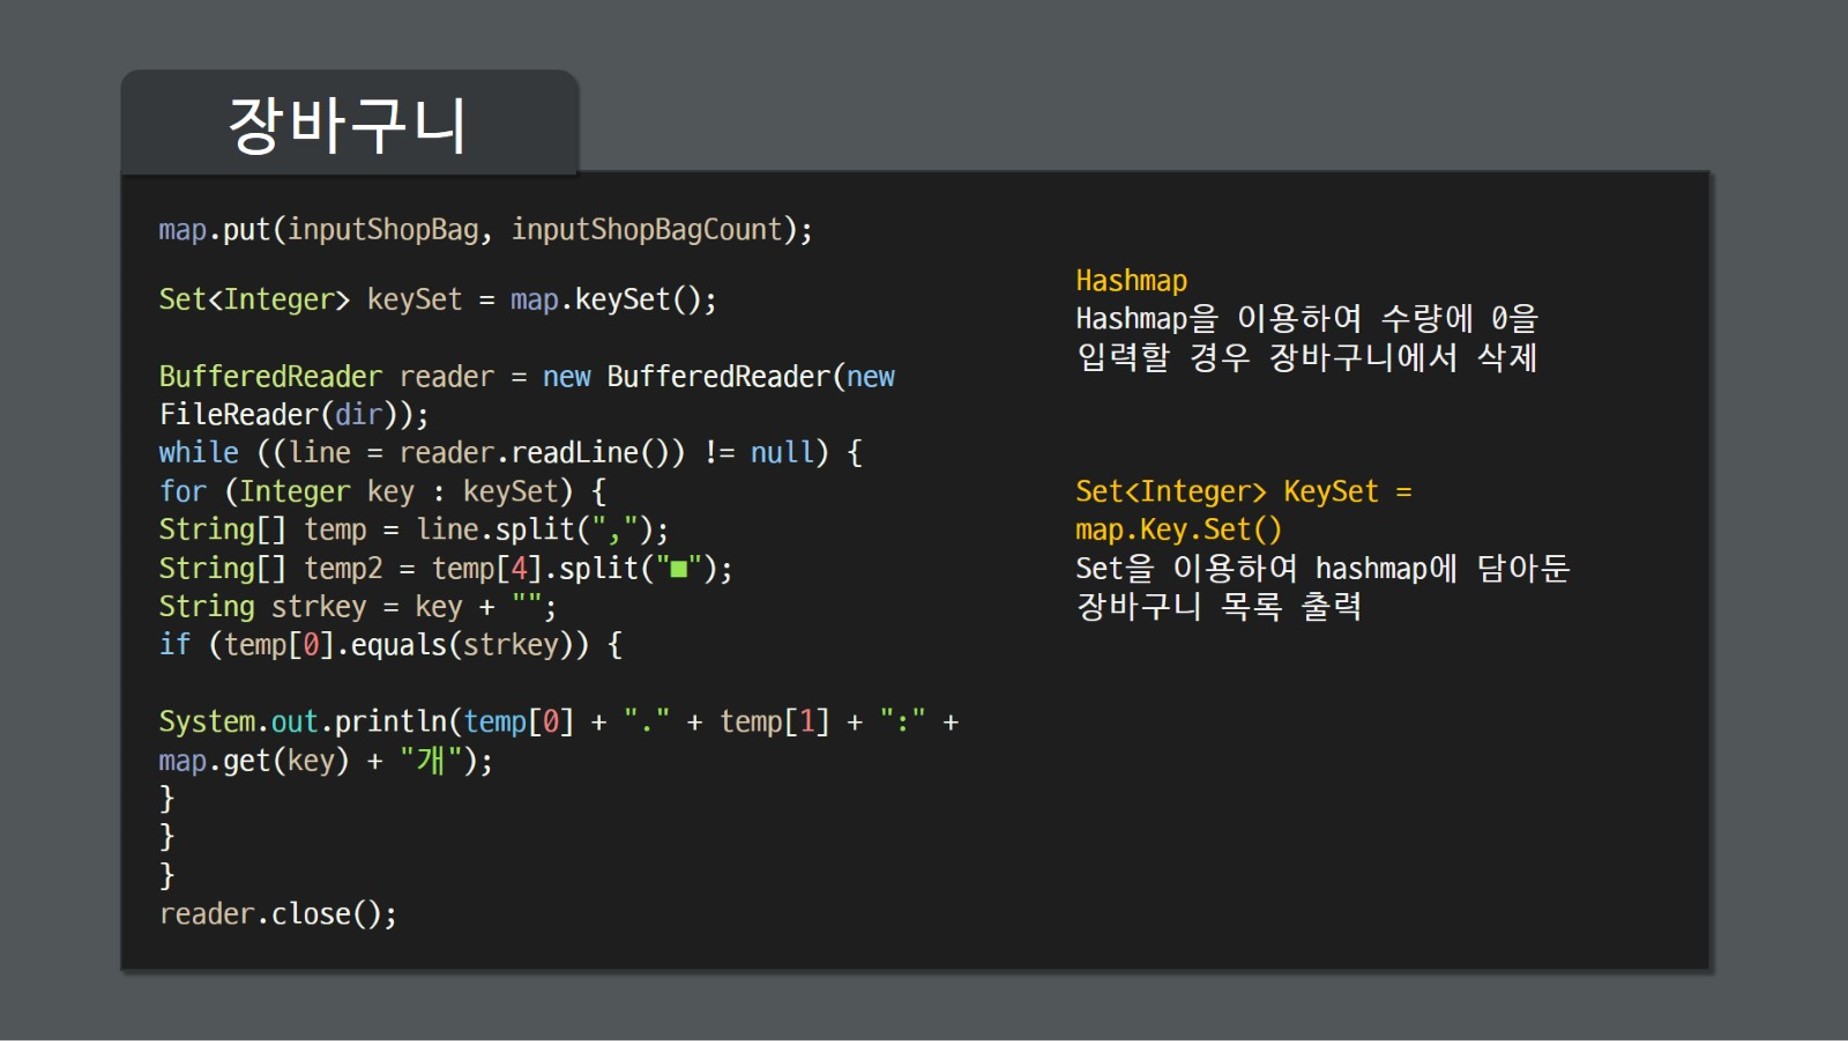 장바구니
map.put(inputShopBag, inputShopBagCount);
Set<Integer> keySet = map.keySet();
BufferedReader reader = new BufferedReader(new
FileReader(dir));
while ((line = reader.readLine()) != null) {
for (Integer key : keySet) {
String[] temp = line.split(",");
String[] temp2 = temp[4].split("■");
String strkey = key + "";
if (temp[0].equals(strkey)) {
System.out.println(temp[0] + "." + temp[1] + ":" +
map.get(key) + "개");
}
}
}
reader.close();
Hashmap
Hashmap을 이용하여 수량에 0을
입력할 경우 장바구니에서 삭제
Set<Integer> KeySet =
map.Key.Set()
Set을 이용하여 hashmap에 담아둔
장바구니 목록 출력